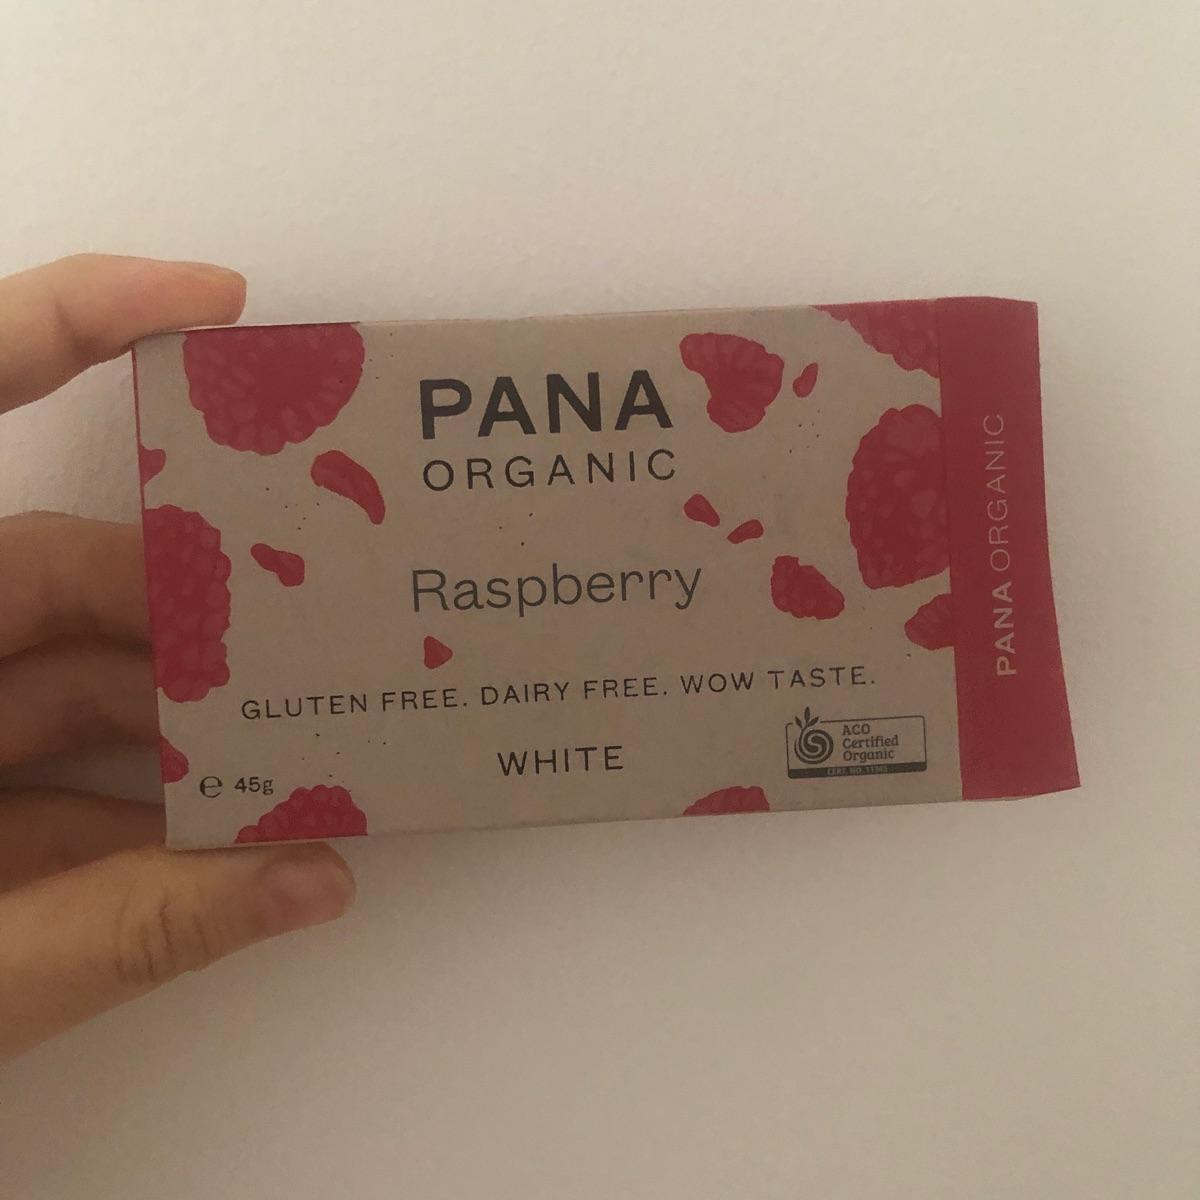 PANA
ORGANIC
Raspberry
GLUTEN FREE. DAIRY FREE. WOW TASTE.
WHITE
e 45g
ACO
Certified
Organic
PANA ORGANIC